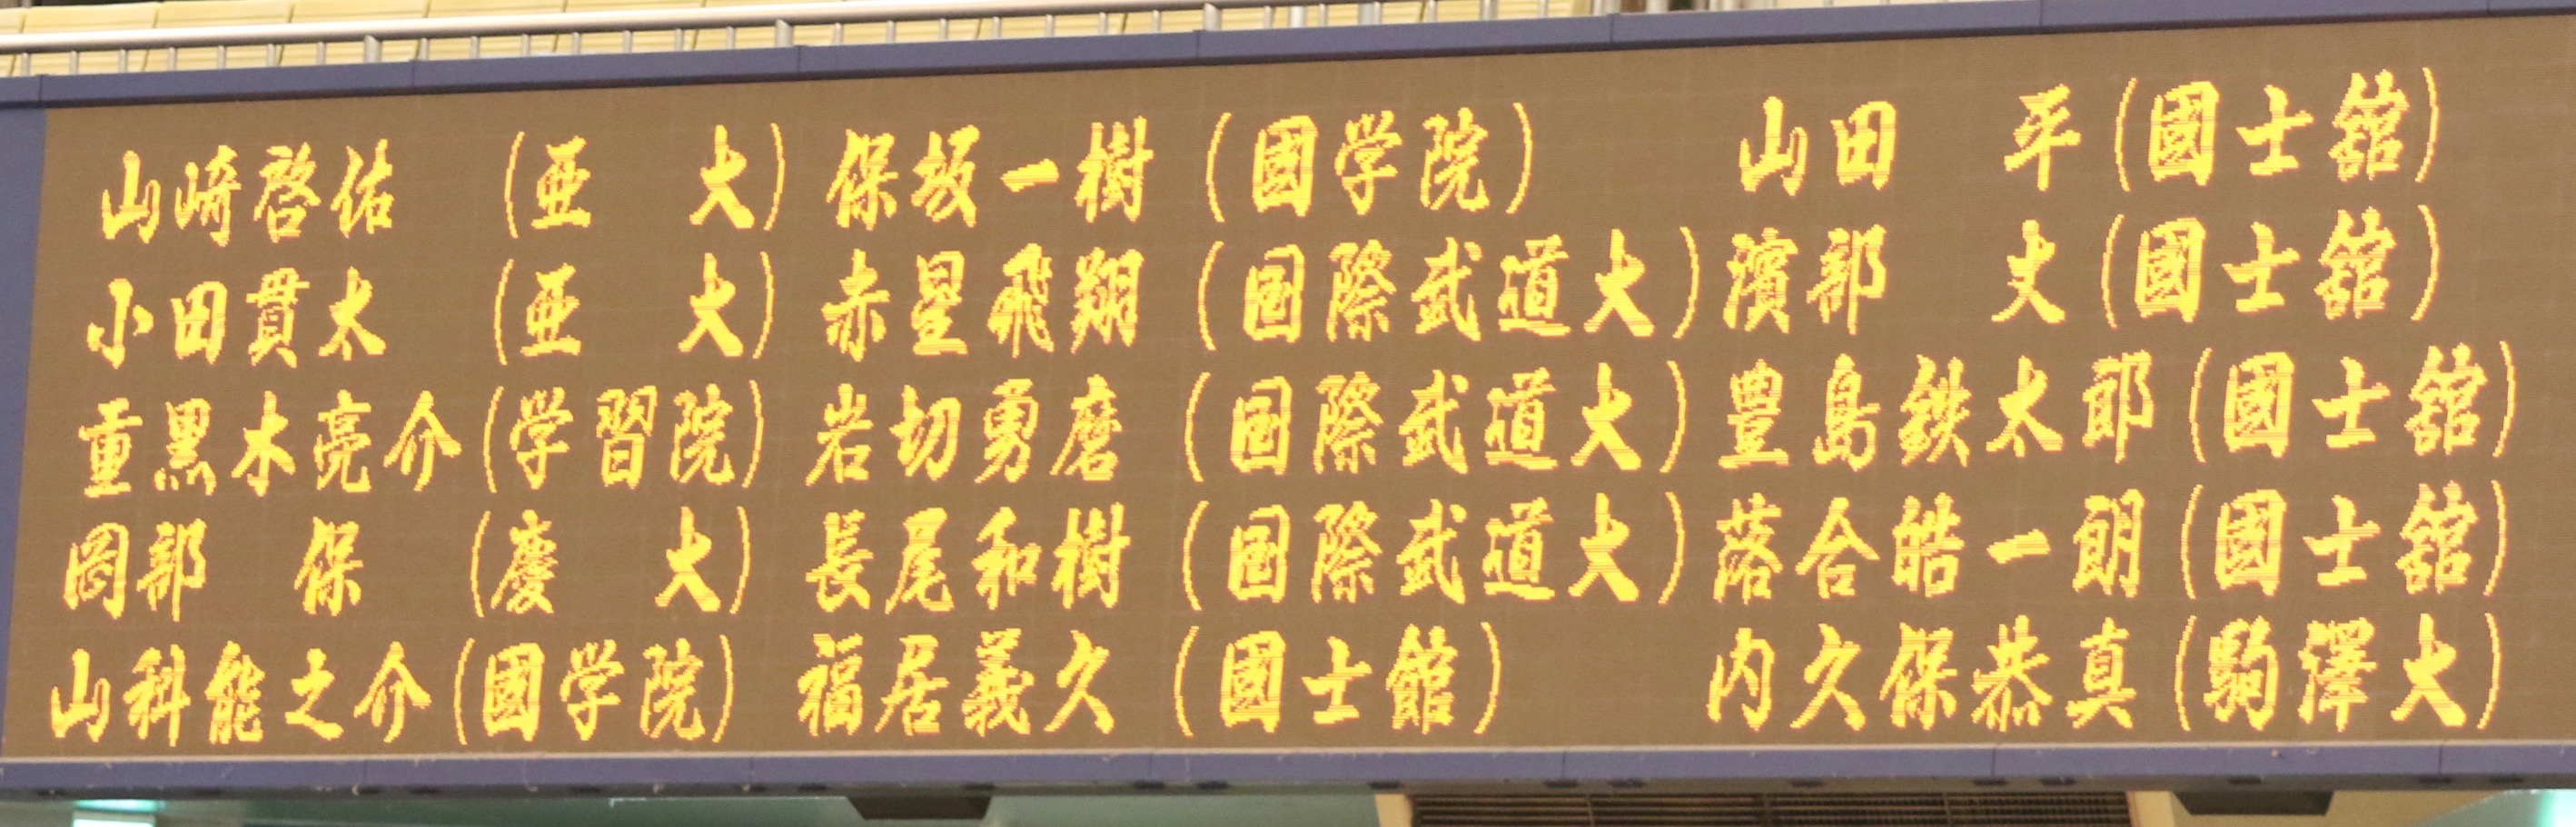 山崎啓佑 (亜 大) 保坂一樹 (國学院) 山田 平 (國士舘)
小田貫太 (亜 大) 赤星飛翔 (国際武道大) 濱部 丈 (國士舘)
重黒木亮介 (学習院) 岩切勇磨 (国際武道大) 豊島鉄太郎 (國士舘)
岡部 保 (慶 大) 長尾和樹 (国際武道大) 落合皓一朗 (國士舘)
山科能之介 (國学院) 福居義久 (國士館) 内久保恭真 (駒澤大)